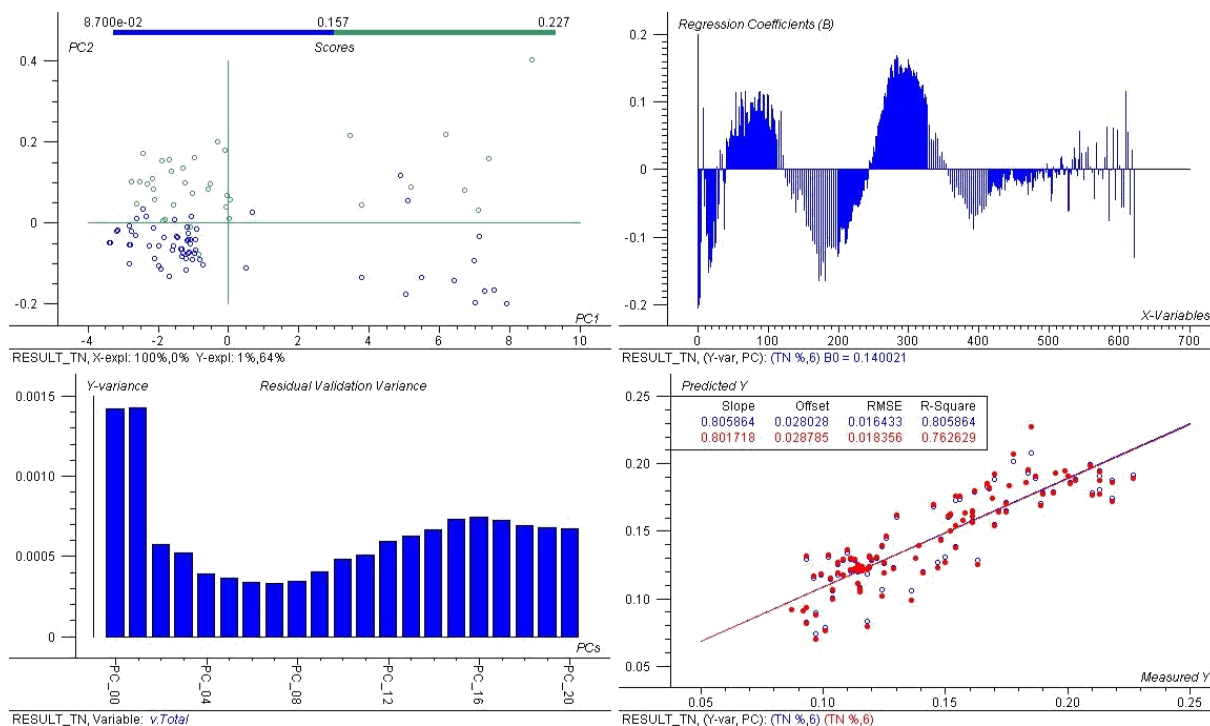 8.700e-02 0.157 0.227
PC2 Scores
0.4
0.2
0
-0.2
PC1
-4 -2 0 2 4 6 8 10
RESULT_TN, X-expl: 100%,0% Y-expl: 1%,64%
Regression Coefficients (B)
0.2
0.1
0
-0.1
-0.2
X-Variables
0 100 200 300 400 500 600 700
RESULT_TN, (Y-var, PC): (TN %,6) B0 = 0.140021
Y-variance Residual Validation Variance
0.0015
0.0010
0.0005
0
PCs
PC_00 PC_04 PC_08 PC_12 PC_16 PC_20
RESULT_TN, Variable: v.Total
Predicted Y
0.25
Slope Offset RMSE R-Square
0.805864 0.028028 0.016433 0.805864
0.801718 0.028785 0.018356 0.762629
0.20
0.15
0.10
0.05
Measured Y
0.05 0.10 0.15 0.20 0.25
RESULT_TN, (Y-var, PC): (TN %,6) (TN %,6)